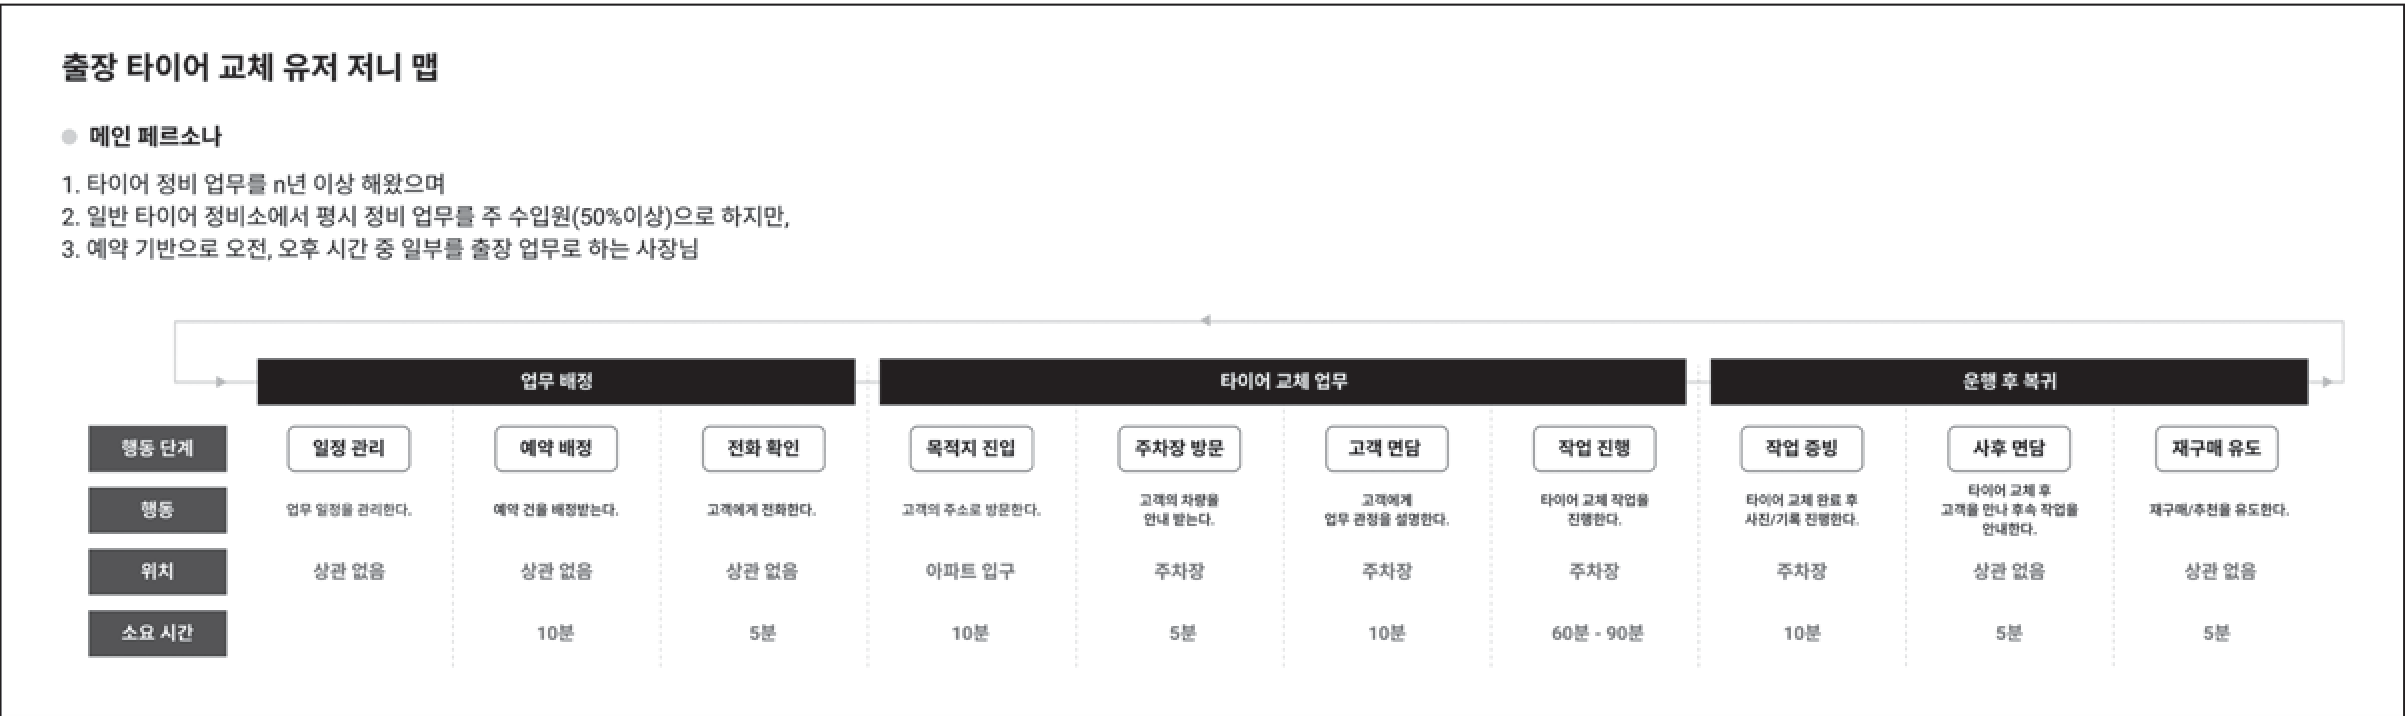 출장 타이어 교체 유저 저니 맵
메인 페르소나
1. 타이어 정비 업무를 n년 이상 해왔으며
2. 일반 타이어 정비소에서 평시 정비 업무를 주 수입원(50%이상)으로 하지만,
3. 예약 기반으로 오전, 오후 시간 중 일부를 출장 업무로 하는 사장님
업무 배정
타이어 교체 업무
운행 후 복귀
행동 단계
일정 관리
예약 배정
전화 확인
목적지 진입
주차장 방문
고객 면담
작업 진행
작업 증빙
사후 면담
재구매 유도
행동
업무 일정을 관리한다.
예약 건을 배정받는다.
고객에게 전화한다.
고객의 주소로 방문한다.
고객의 차량을
안내 받는다.
고객에게
업무 관정을 설명한다.
타이어 교체 작업을
진행한다.
타이어 교체 완료 후
사진/기록 진행한다.
타이어 교체 후
고객을 만나 후속 작업을
안내한다.
재구매/추천을 유도한다.
위치
상관 없음
상관 없음
상관 없음
아파트 입구
주차장
주차장
주차장
주차장
상관 없음
상관 없음
소요 시간
10분
5분
10분
5분
10분
60분 - 90분
10분
5분
5분